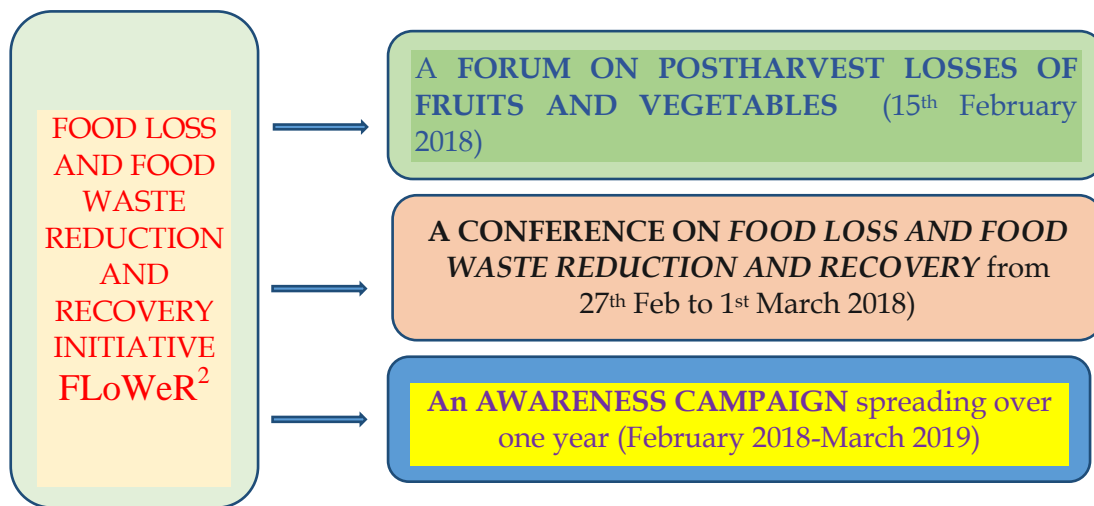 FOOD LOSS
AND FOOD
WASTE
REDUCTION
AND
RECOVERY
INITIATIVE
FLoWeR²
A FORUM ON POSTHARVEST LOSSES OF
FRUITS AND VEGETABLES (15th February
2018)
A CONFERENCE ON FOOD LOSS AND FOOD
WASTE REDUCTION AND RECOVERY from
27th Feb to 1st March 2018)
An AWARENESS CAMPAIGN spreading over
one year (February 2018-March 2019)